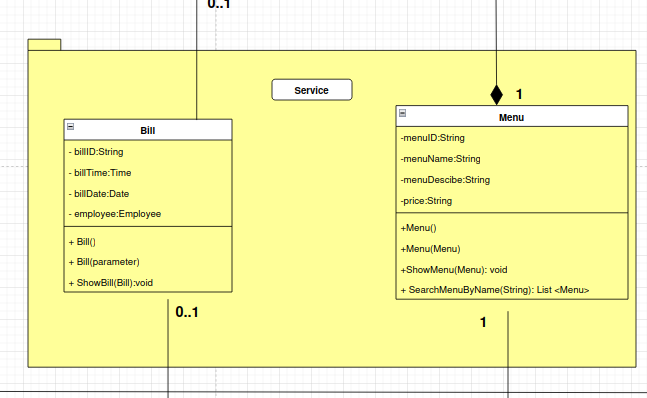 0..1
Service
1
Bill
- billID:String
- billTime:Time
- billDate:Date
- employee:Employee
+ Bill()
+ Bill(parameter)
+ ShowBill(Bill):void
0..1
Menu
-menuID:String
-menuName:String
-menuDescibe:String
-price:String
+Menu()
+Menu(Menu)
+ShowMenu(Menu): void
+ SearchMenuByName(String): List <Menu>
1